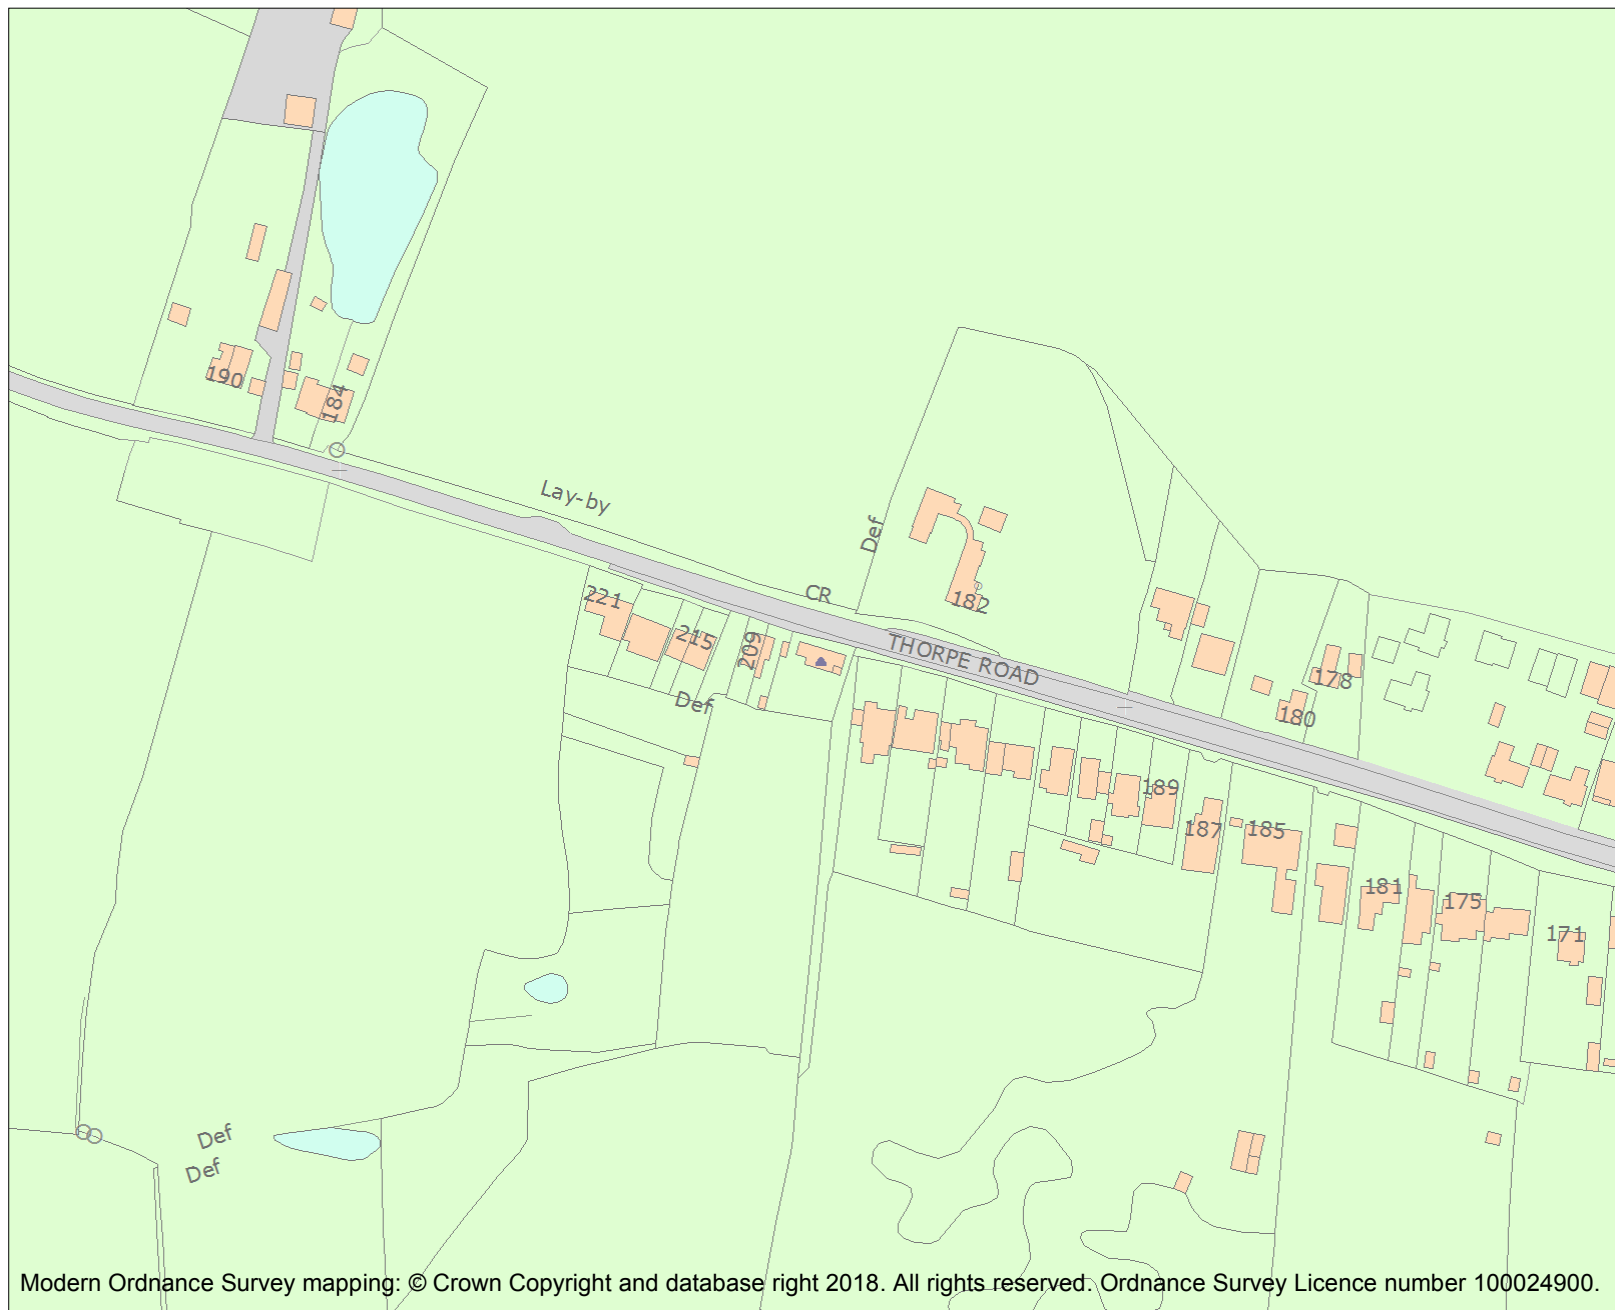 190
184
Lay-by
Def
CR
182
221
215
209
THORPE ROAD
Def
178
180
189
187
185
181
175
171
Def
Def
Modern Ordnance Survey mapping: © Crown Copyright and database right 2018. All rights reserved. Ordnance Survey Licence number 100024900.